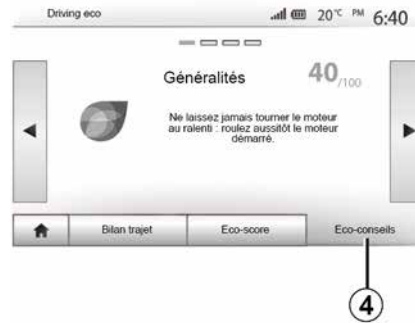 Driving eco 20°C PM 6:40
Généralités 40/100
Ne laissez jamais tourner le moteur
au ralenti : roulez aussitôt le moteur
démarré.
Bilan trajet Eco-score Eco-conseils
4